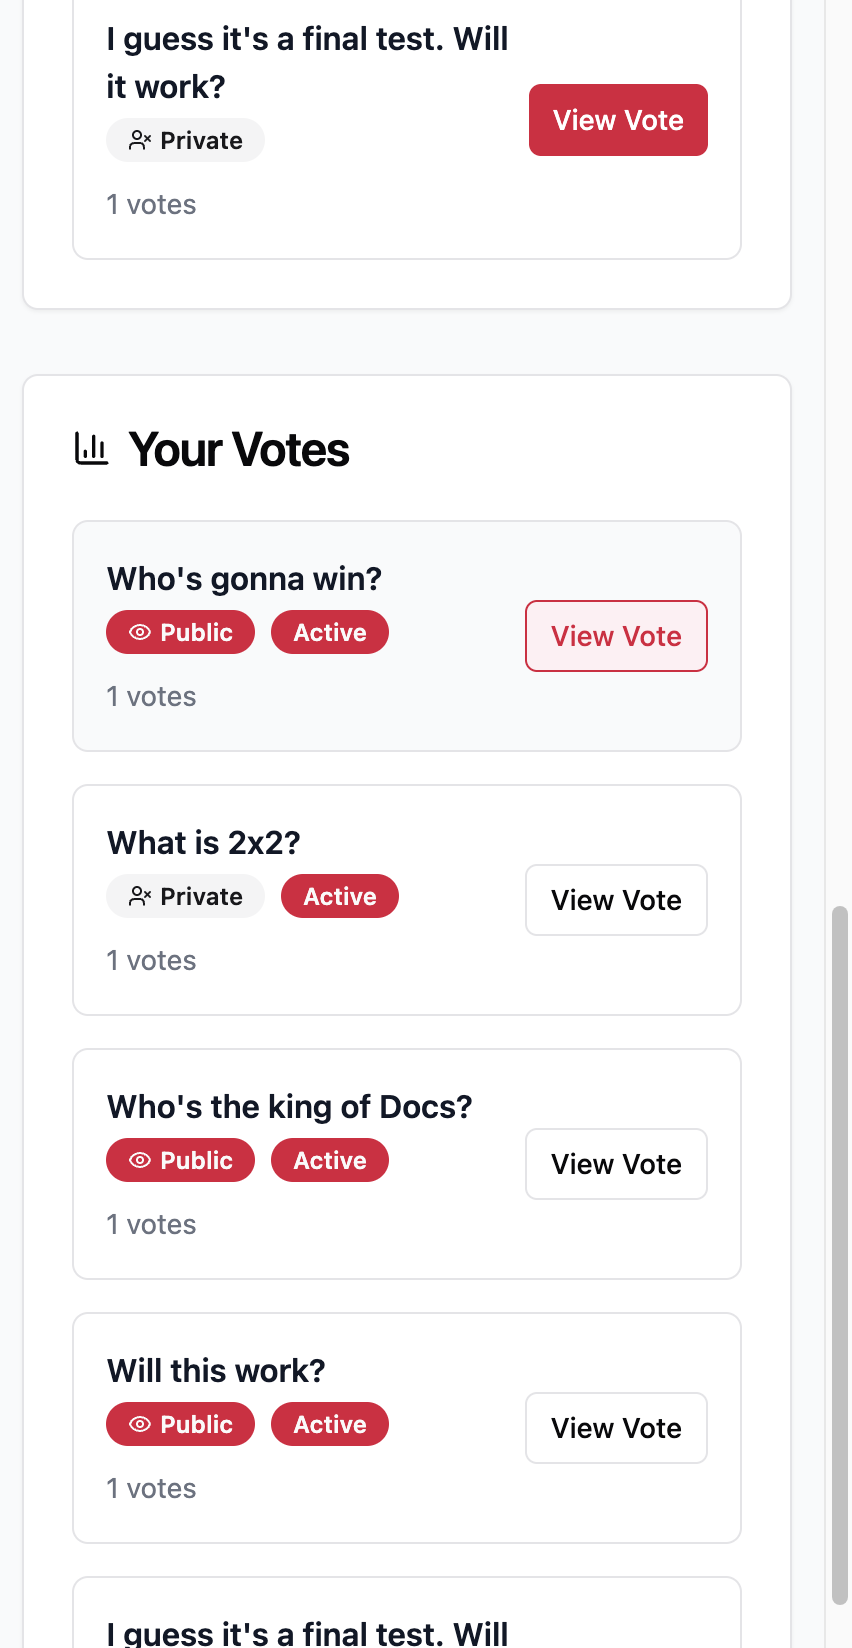 I guess it's a final test. Will
it work?
View Vote
Private
1 votes
Your Votes
Who's gonna win?
Public
Active
View Vote
1 votes
What is 2x2?
Private
Active
View Vote
1 votes
Who's the king of Docs?
Public
Active
View Vote
1 votes
Will this work?
Public
Active
View Vote
1 votes
I guess it's a final test. Will